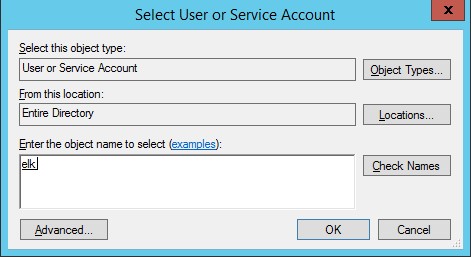 Select User or Service Account
x
Select this object type:
User or Service Account
Object Types...
From this location:
Entire Directory
Locations...
Enter the object name to select (examples):
elk
Check Names
Advanced...
OK
Cancel